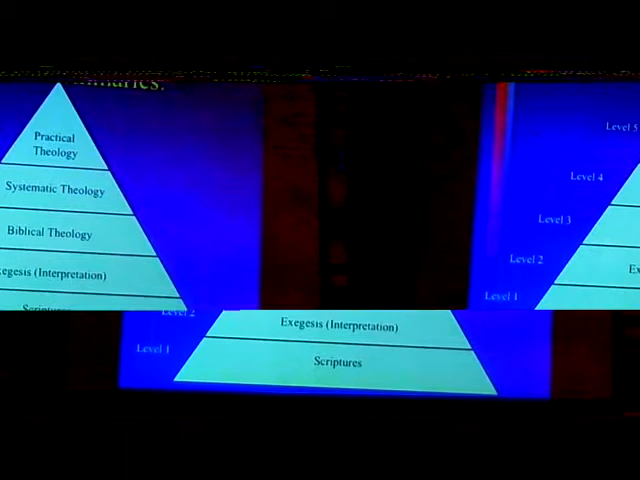 Practical
Theology
Systematic Theology
Biblical Theology
(Interpretation)
Level 5
Level 4
Level 3
Level 2
Level 1
Level 2
Exegesis (Interpretation)
Level 1
Scriptures